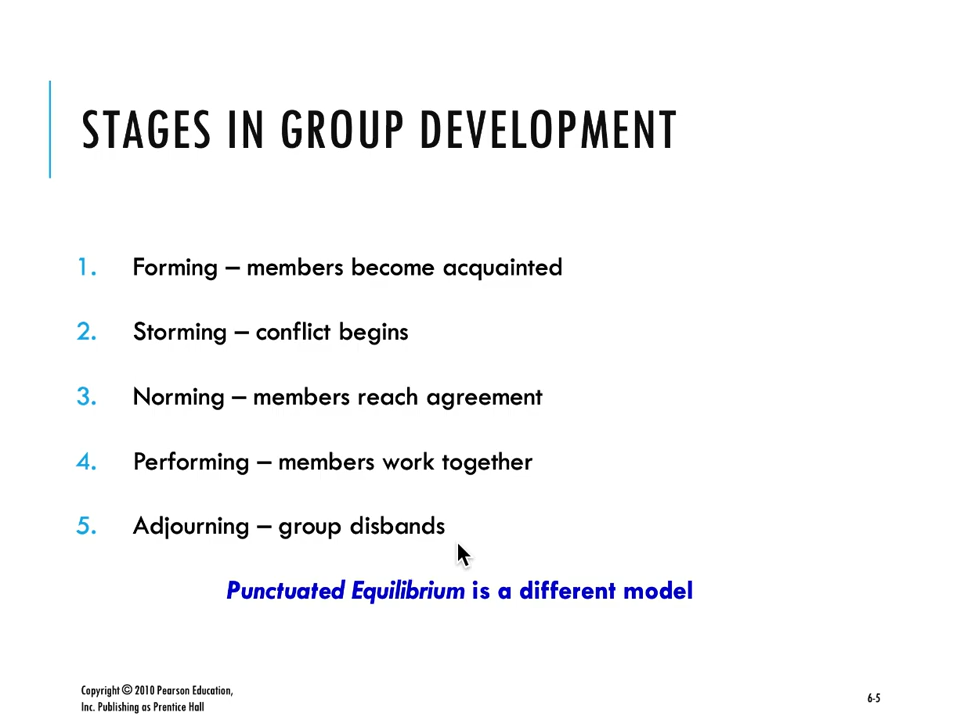 STAGES IN GROUP DEVELOPMENT
1. Forming – members become acquainted
2. Storming – conflict begins
3. Norming – members reach agreement
4. Performing – members work together
5. Adjourning – group disbands
Punctuated Equilibrium is a different model
Copyright © 2010 Pearson Education,
Inc. Publishing as Prentice Hall
6-5